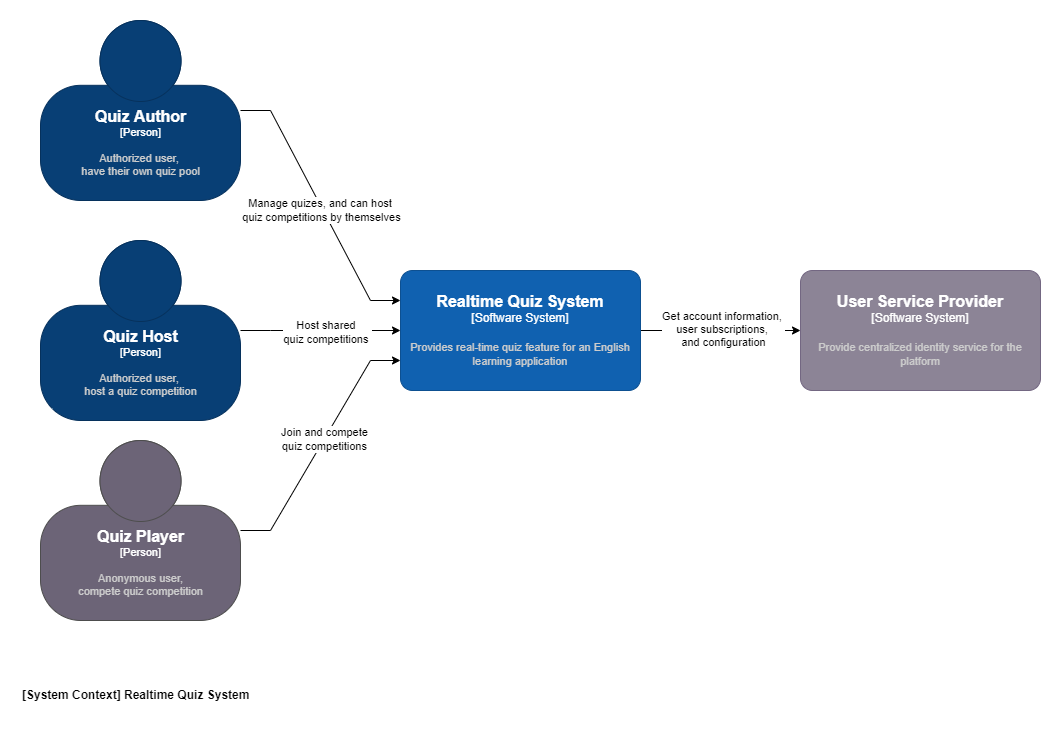 Quiz Author
[Person]
Authorized user,
have their own quiz pool
Manage quizes, and can host
quiz competitions by themselves
Quiz Host
[Person]
Authorized user,
host a quiz competition
Host shared
quiz competitions
Realtime Quiz System
[Software System]
Provides real-time quiz feature for an English
learning application
Get account information,
user subscriptions,
and configuration
User Service Provider
[Software System]
Provide centralized identity service for the
platform
Join and compete
quiz competitions
Quiz Player
[Person]
Anonymous user,
compete quiz competition
[System Context] Realtime Quiz System